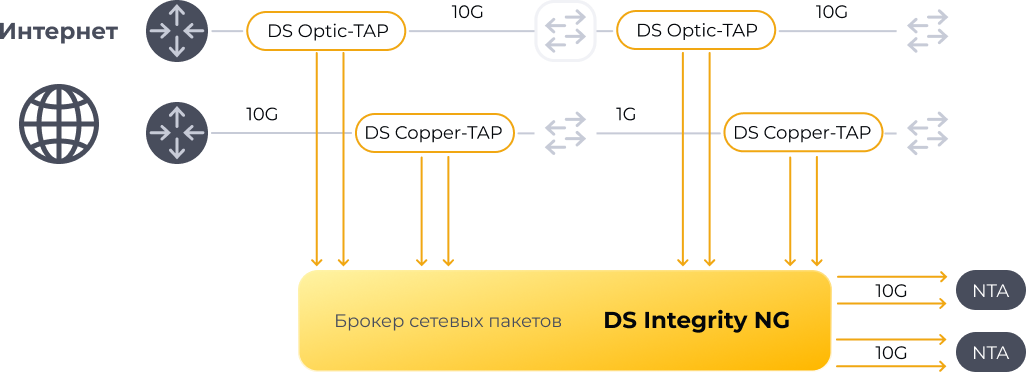 10G
10G
Интернет
DS Optic-TAP
DS Optic-TAP
10G
1G
DS Copper-TAP
DS Copper-TAP
10G
NTA
Брокер сетевых пакетов
DS Integrity NG
10G
NTA